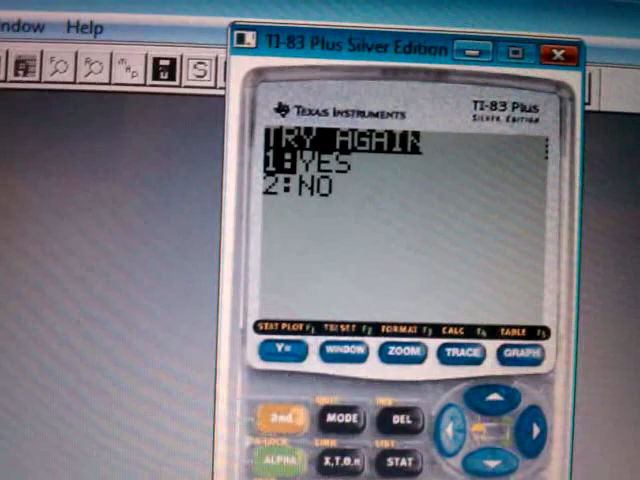 ndow Help
TI-83 Plus Silver Edition
TEXAS INSTRUMENTS
TI-83 Plus
SILVER EDITION
TRY AGAIN
1:YES
2:NO
STAT PLOT F1 TBLSET F2 FORMAT F3 CALC F4 TABLE F5
Y= WINDOW ZOOM TRACE GRAPH
QUIT INS
2nd MODE DEL
A-LOCK LINK LIST
ALPHA X,T,Θ,n STAT